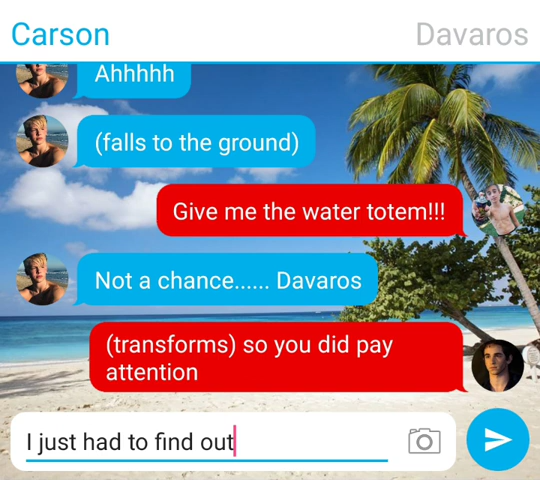 Carson
Davaros
Ahhhhh
(falls to the ground)
Give me the water totem!!!
Not a chance...... Davaros
(transforms) so you did pay
attention
I just had to find out